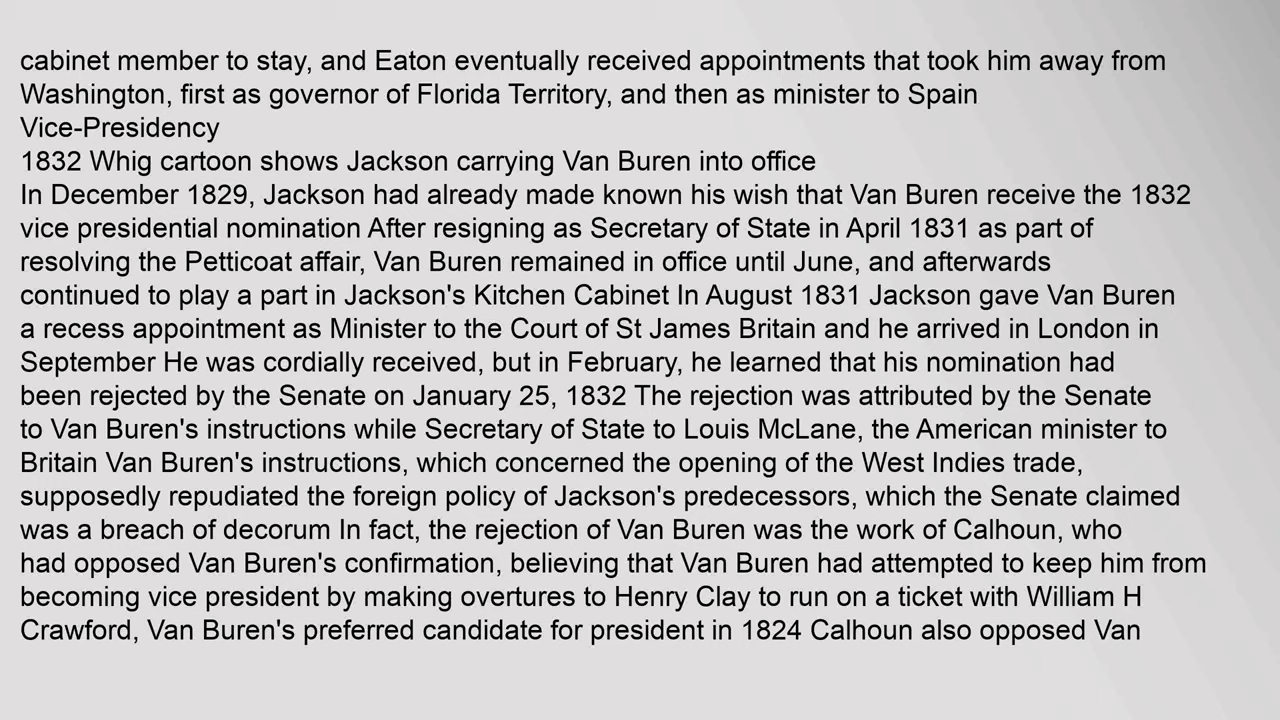 cabinet member to stay, and Eaton eventually received appointments that took him away from
Washington, first as governor of Florida Territory, and then as minister to Spain
Vice-Presidency
1832 Whig cartoon shows Jackson carrying Van Buren into office
In December 1829, Jackson had already made known his wish that Van Buren receive the 1832
vice presidential nomination After resigning as Secretary of State in April 1831 as part of
resolving the Petticoat affair, Van Buren remained in office until June, and afterwards
continued to play a part in Jackson's Kitchen Cabinet In August 1831 Jackson gave Van Buren
a recess appointment as Minister to the Court of St James Britain and he arrived in London in
September He was cordially received, but in February, he learned that his nomination had
been rejected by the Senate on January 25, 1832 The rejection was attributed by the Senate
to Van Buren's instructions while Secretary of State to Louis McLane, the American minister to
Britain Van Buren's instructions, which concerned the opening of the West Indies trade,
supposedly repudiated the foreign policy of Jackson's predecessors, which the Senate claimed
was a breach of decorum In fact, the rejection of Van Buren was the work of Calhoun, who
had opposed Van Buren's confirmation, believing that Van Buren had attempted to keep him from
becoming vice president by making overtures to Henry Clay to run on a ticket with William H
Crawford, Van Buren's preferred candidate for president in 1824 Calhoun also opposed Van